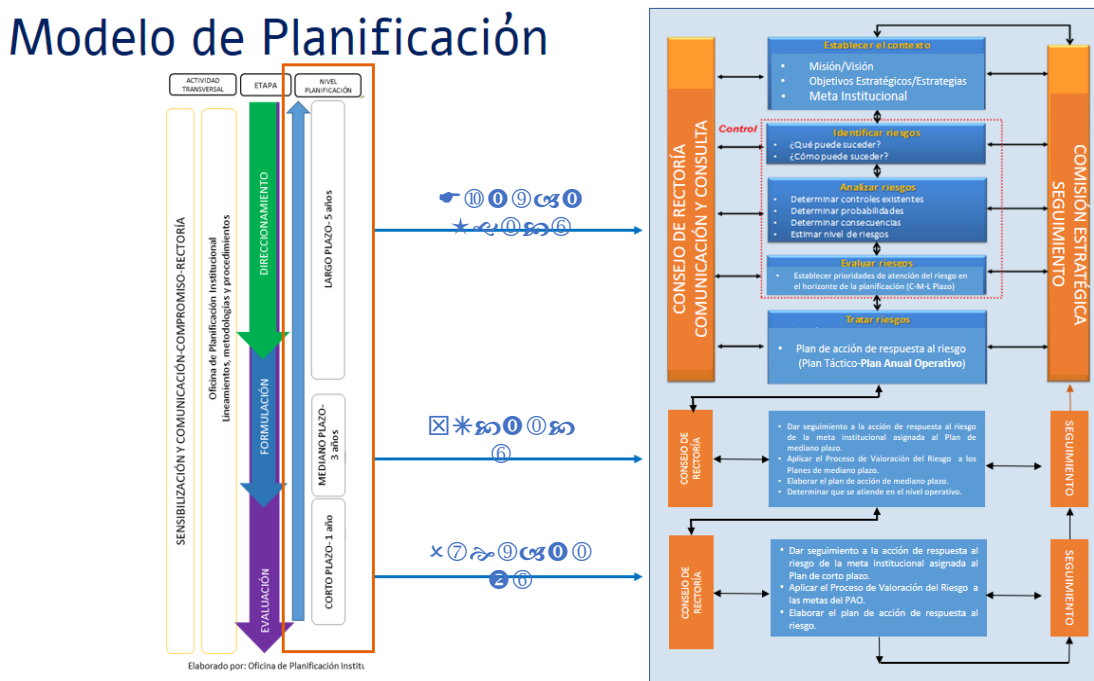 Modelo de Planificación
ACTIVIDAD
TRANSVERSAL
ETAPA
NIVEL
PLANIFICACIÓN
SENSIBILIZACIÓN Y COMUNICACIÓN-COMPROMISO-RECTORÍA
Oficina de Planificación Institucional
Lineamientos, metodologías y procedimientos
DIRECCIONAMIENTO
FORMULACIÓN
EVALUACIÓN
LARGO PLAZO- 5 años
MEDIANO PLAZO-
3 años
CORTO PLAZO- 1 año
Elaborado por: Oficina de Planificación Institu
CONSEJO DE RECTORÍA
COMUNICACIÓN Y CONSULTA
Establecer el contexto
• Misión/Visión
• Objetivos Estratégicos/Estrategias
• Meta Institucional
Control
Identificar riesgos
• ¿Qué puede suceder?
• ¿Cómo puede suceder?
Analizar riesgos
• Determinar controles existentes
• Determinar probabilidades
• Determinar consecuencias
• Estimar nivel de riesgos
Evaluar riesgos
• Establecer prioridades de atención del riesgo en
el horizonte de la planificación (C-M-L Plazo)
Tratar riesgos
• Plan de acción de respuesta al riesgo
(Plan Táctico-Plan Anual Operativo)
COMISIÓN ESTRATÉGICA
SEGUIMIENTO
CONSEJO DE
RECTORÍA
• Dar seguimiento a la acción de respuesta al riesgo
de la meta institucional asignada al Plan de
mediano plazo.
• Aplicar el Proceso de Valoración del Riesgo a los
Planes de mediano plazo.
• Elaborar el plan de acción de mediano plazo.
• Determinar que se atiende en el nivel operativo.
SEGUIMIENTO
CONSEJO DE
RECTORÍA
• Dar seguimiento a la acción de respuesta al
riesgo de la meta institucional asignada al
Plan de corto plazo.
• Aplicar el Proceso de Valoración del Riesgo a
las metas del PAO.
• Elaborar el plan de acción de respuesta al
riesgo.
SEGUIMIENTO